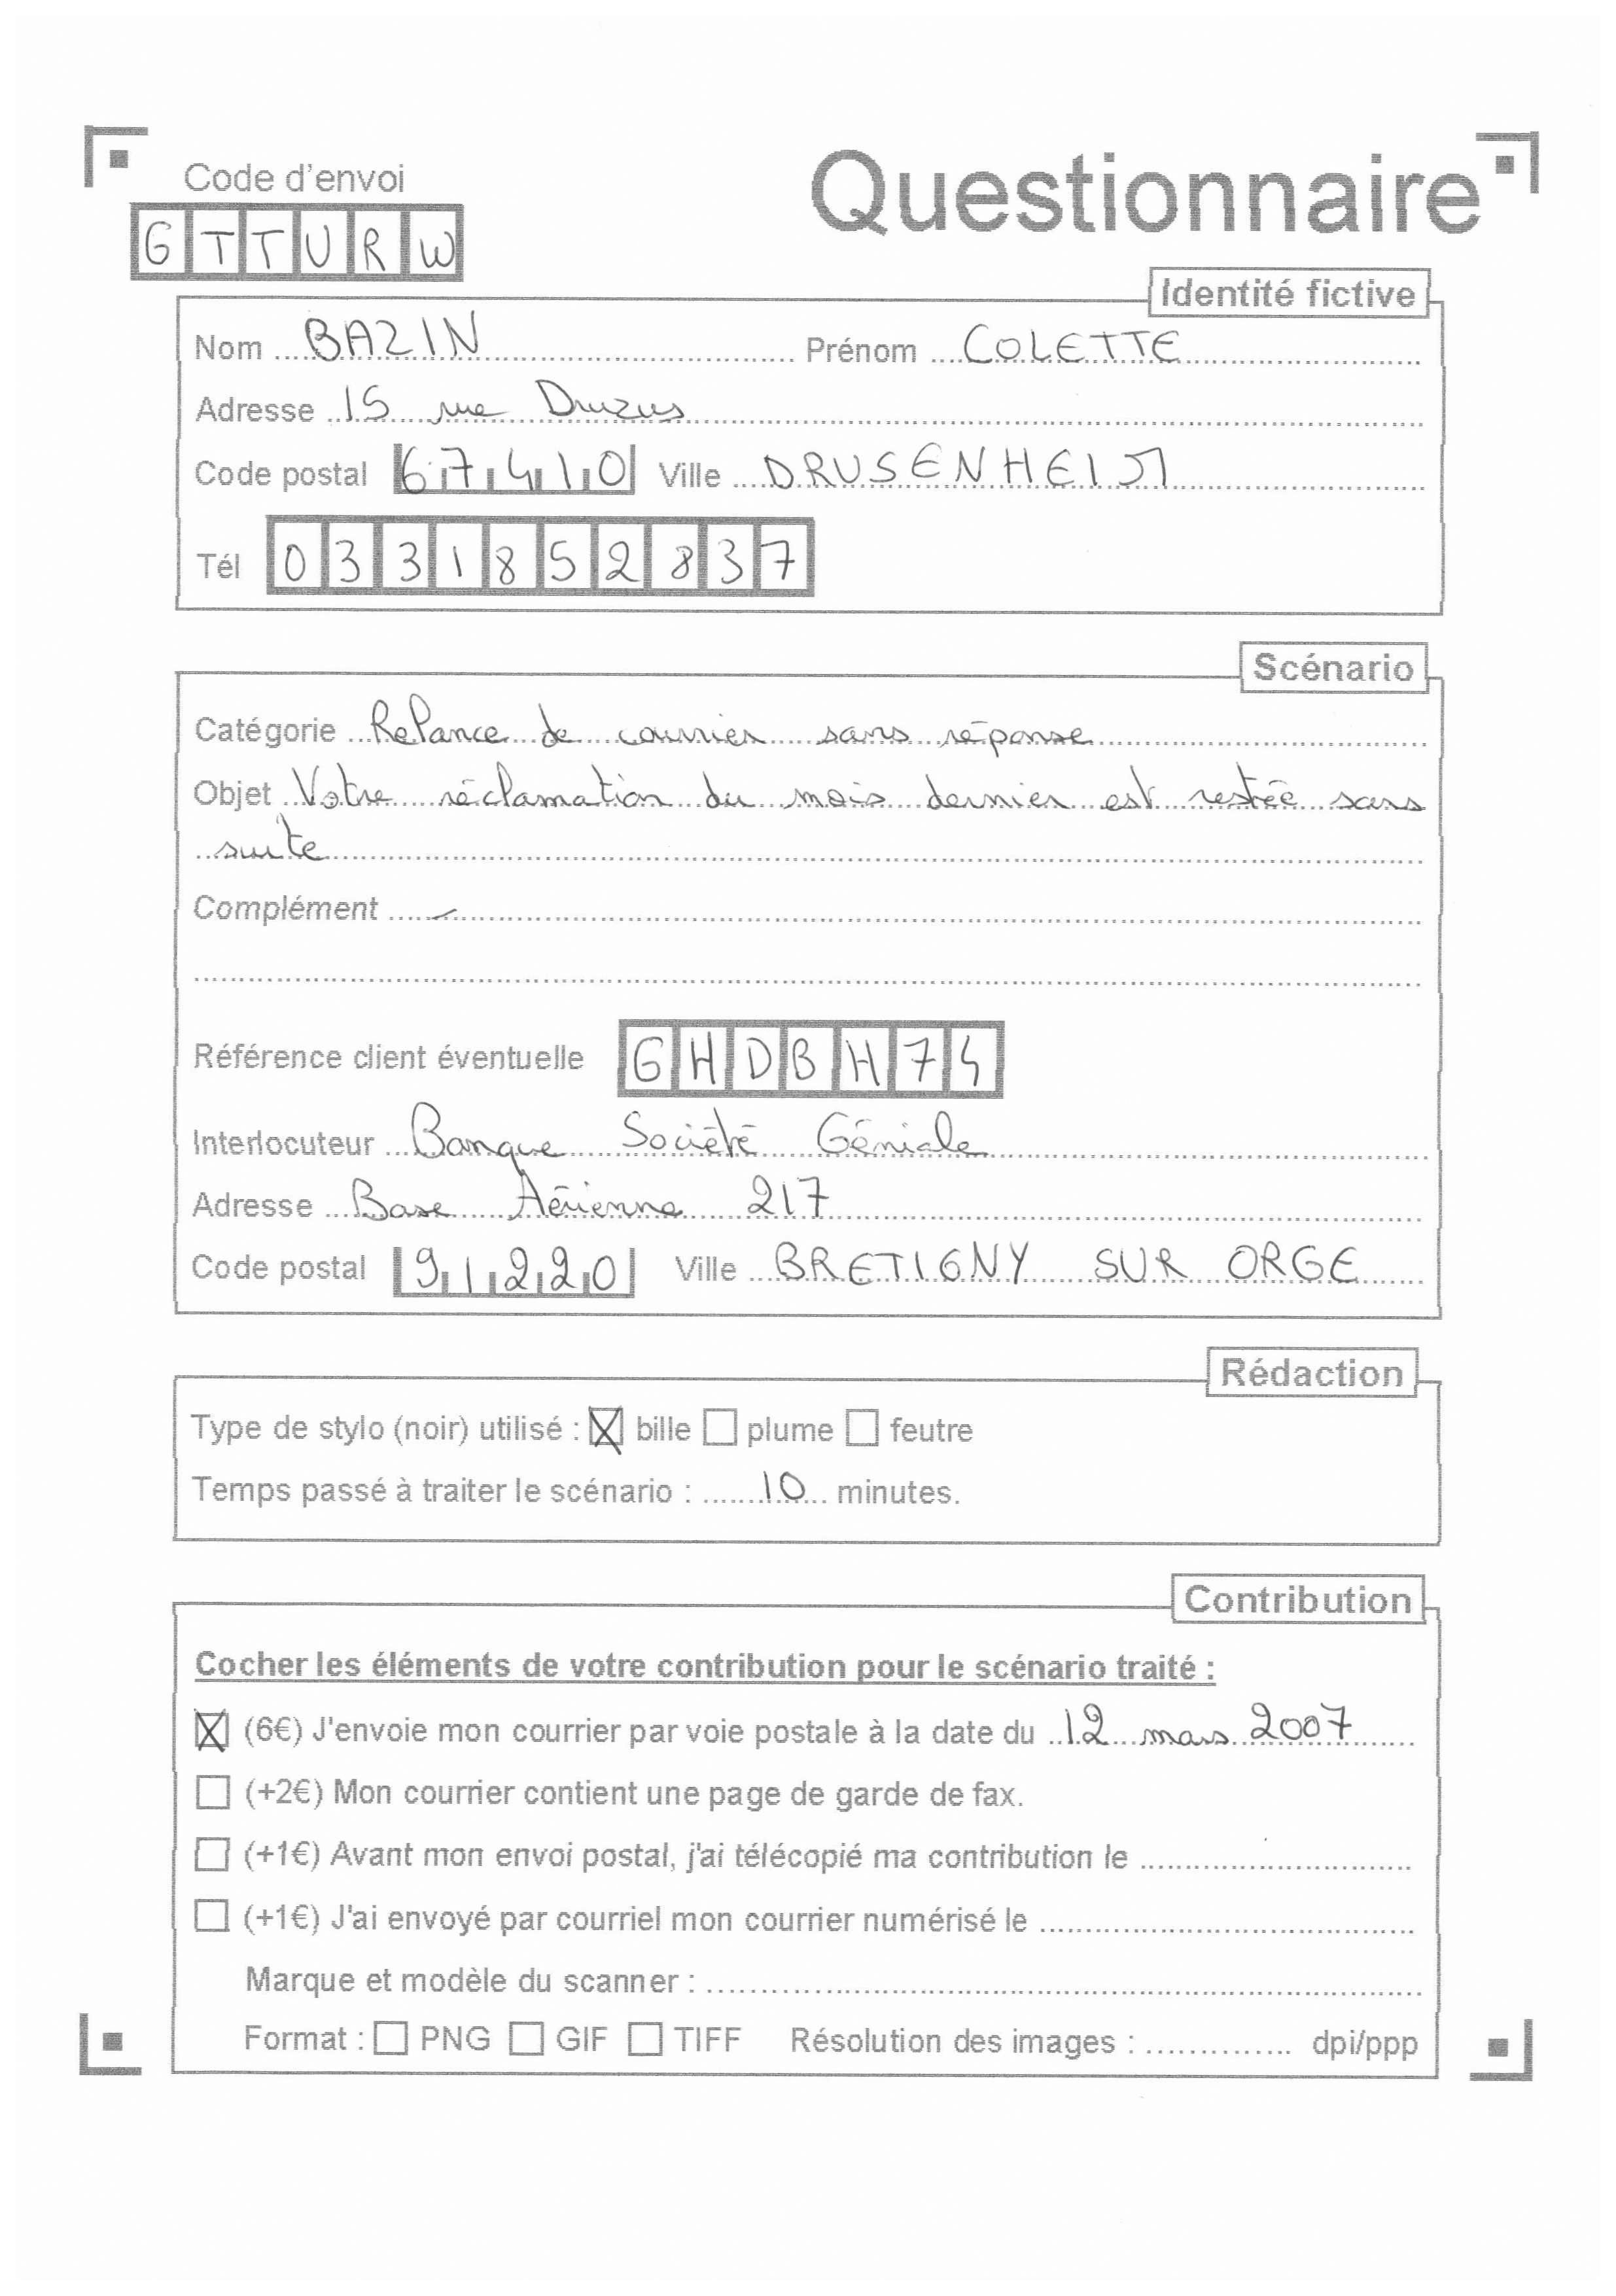 Code d'envoi
Questionnaire
GTTURW
Identité fictive
Nom BAZIN Prénom COLETTE
Adresse 15 rue Druzus
Code postal 67410 Ville DRUSENHEIM
Tél 0331852837
Scénario
Catégorie Relance de courrier sans réponse
Objet Votre réclamation du mois dernier est restée sans
suite
Complément -
Référence client éventuelle GHDBH74
Interlocuteur Banque Société Géniale
Adresse Base Aérienne 217
Code postal 91220 Ville BRETIGNY SUR ORGE
Rédaction
Type de stylo (noir) utilisé : ☒ bille ☐ plume ☐ feutre
Temps passé à traiter le scénario : 10 minutes.
Contribution
Cocher les éléments de votre contribution pour le scénario traité :
☒ (6€) J'envoie mon courrier par voie postale à la date du 12 mars 2007
☐ (+2€) Mon courrier contient une page de garde de fax.
☐ (+1€) Avant mon envoi postal, j'ai télécopié ma contribution le
☐ (+1€) J'ai envoyé par courriel mon courrier numérisé le
Marque et modèle du scanner :
Format : ☐ PNG ☐ GIF ☐ TIFF Résolution des images : dpi/ppp